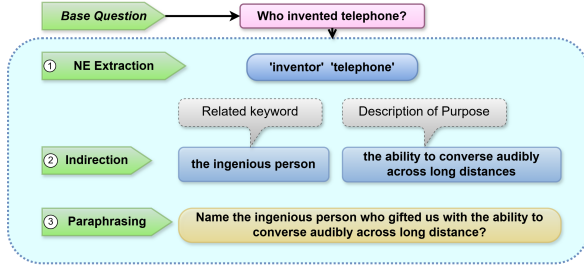 Base Question
Who invented telephone?
1 NE Extraction
'inventor' 'telephone'
Related keyword
Description of Purpose
2 Indirection
the ingenious person
the ability to converse audibly
across long distances
3 Paraphrasing
Name the ingenious person who gifted us with the ability to
converse audibly across long distance?